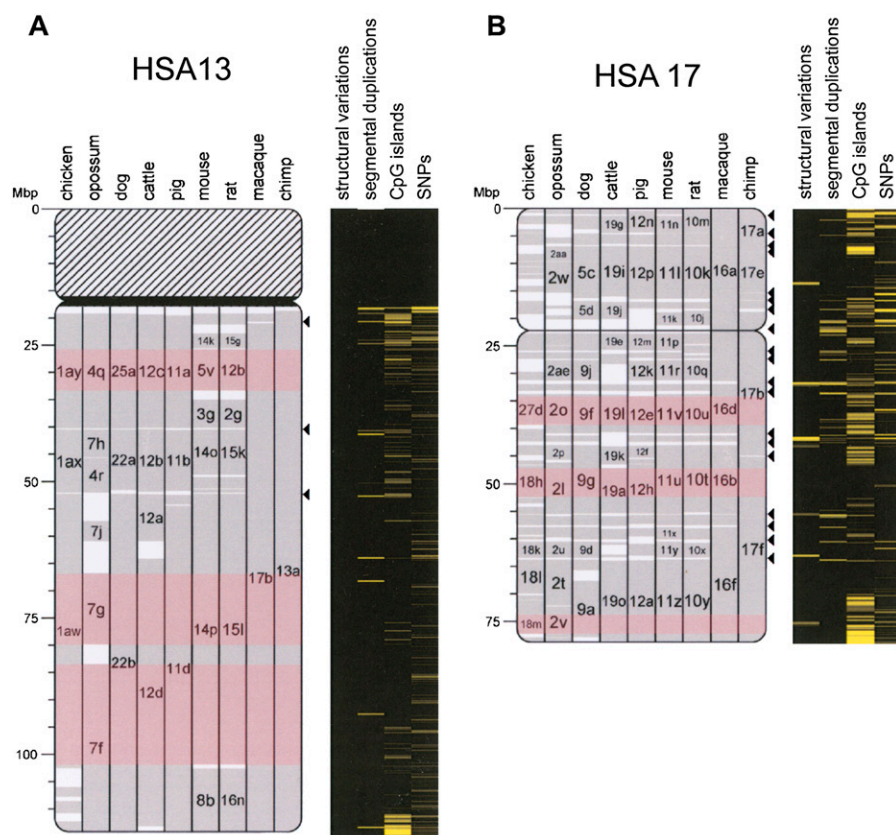 A
HSA13
Mbp
chicken
opossum
dog
cattle
pig
mouse
rat
macaque
chimp
structural variations
segmental duplications
CpG islands
SNPs
0
25
50
75
100
14k 15g
1ay 4q 25a 12c 11a 5v 12b
3g 2g
7h
1ax 22a 12b 11b 14o 15k
4r
12a
7j
13a
17b
7g
1aw 14p 15l
22b 11d
12d
7f
8b 16n
B
HSA 17
Mbp
chicken
opossum
dog
cattle
pig
mouse
rat
macaque
chimp
structural variations
segmental duplications
CpG islands
SNPs
0
25
50
75
19g 12n 11n 10m
17a
2aa
2w 5c 19i 12p 11l 10k 16a 17e
5d 19j
11k 10j
19e 12m 11p
2ae 9j 12k 11r 10q
17b
27d 2o 9f 19l 12e 11v 10u 16d
2p 19k 12f
18h 2l 9g 19a 12h 11u 10t 16b
11x
18k 2u 9d 11y 10x 17f
18l 2t 16f
9a 19o 12a 11z 10y
18m 2v